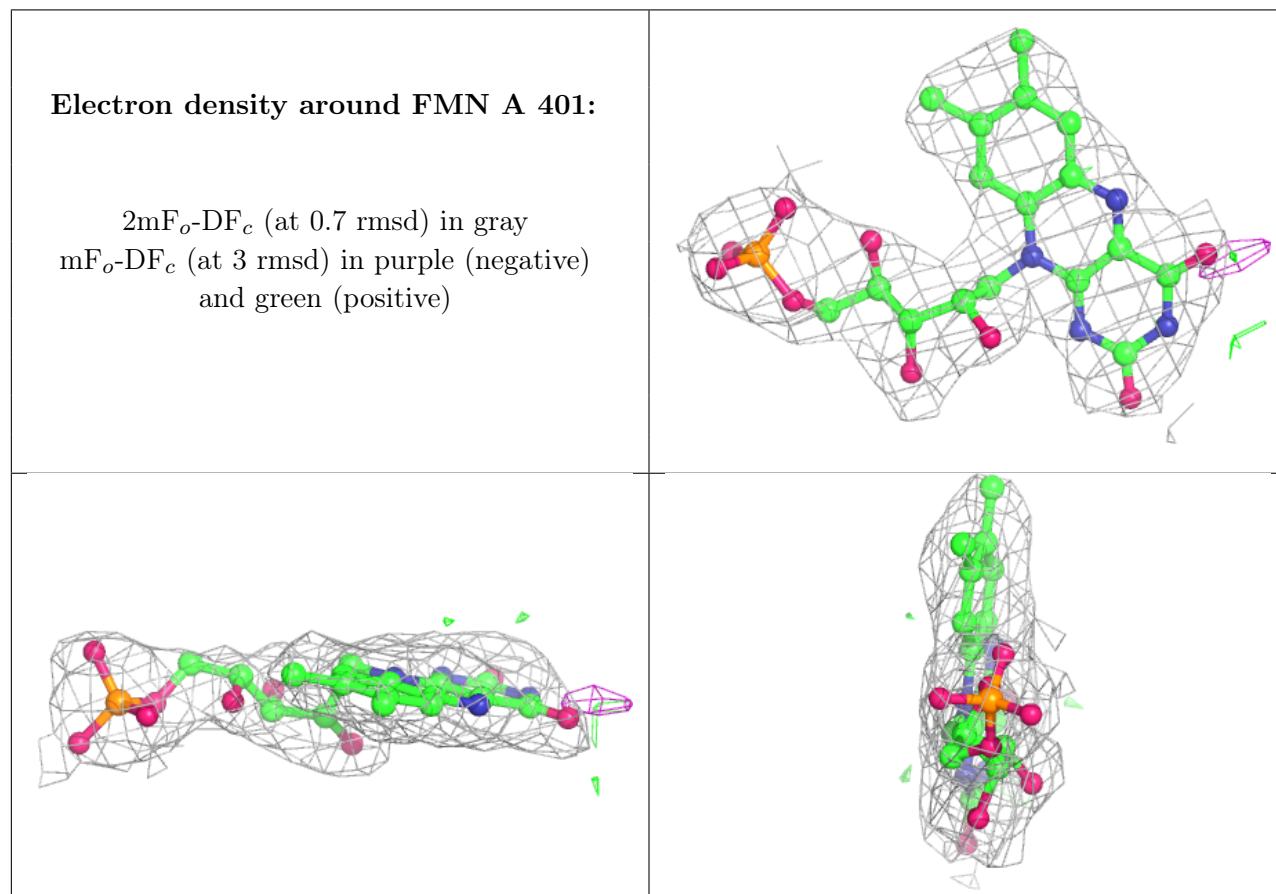 Electron density around FMN A 401:
2mFo-DFc (at 0.7 rmsd) in gray
mFo-DFc (at 3 rmsd) in purple (negative)
and green (positive)